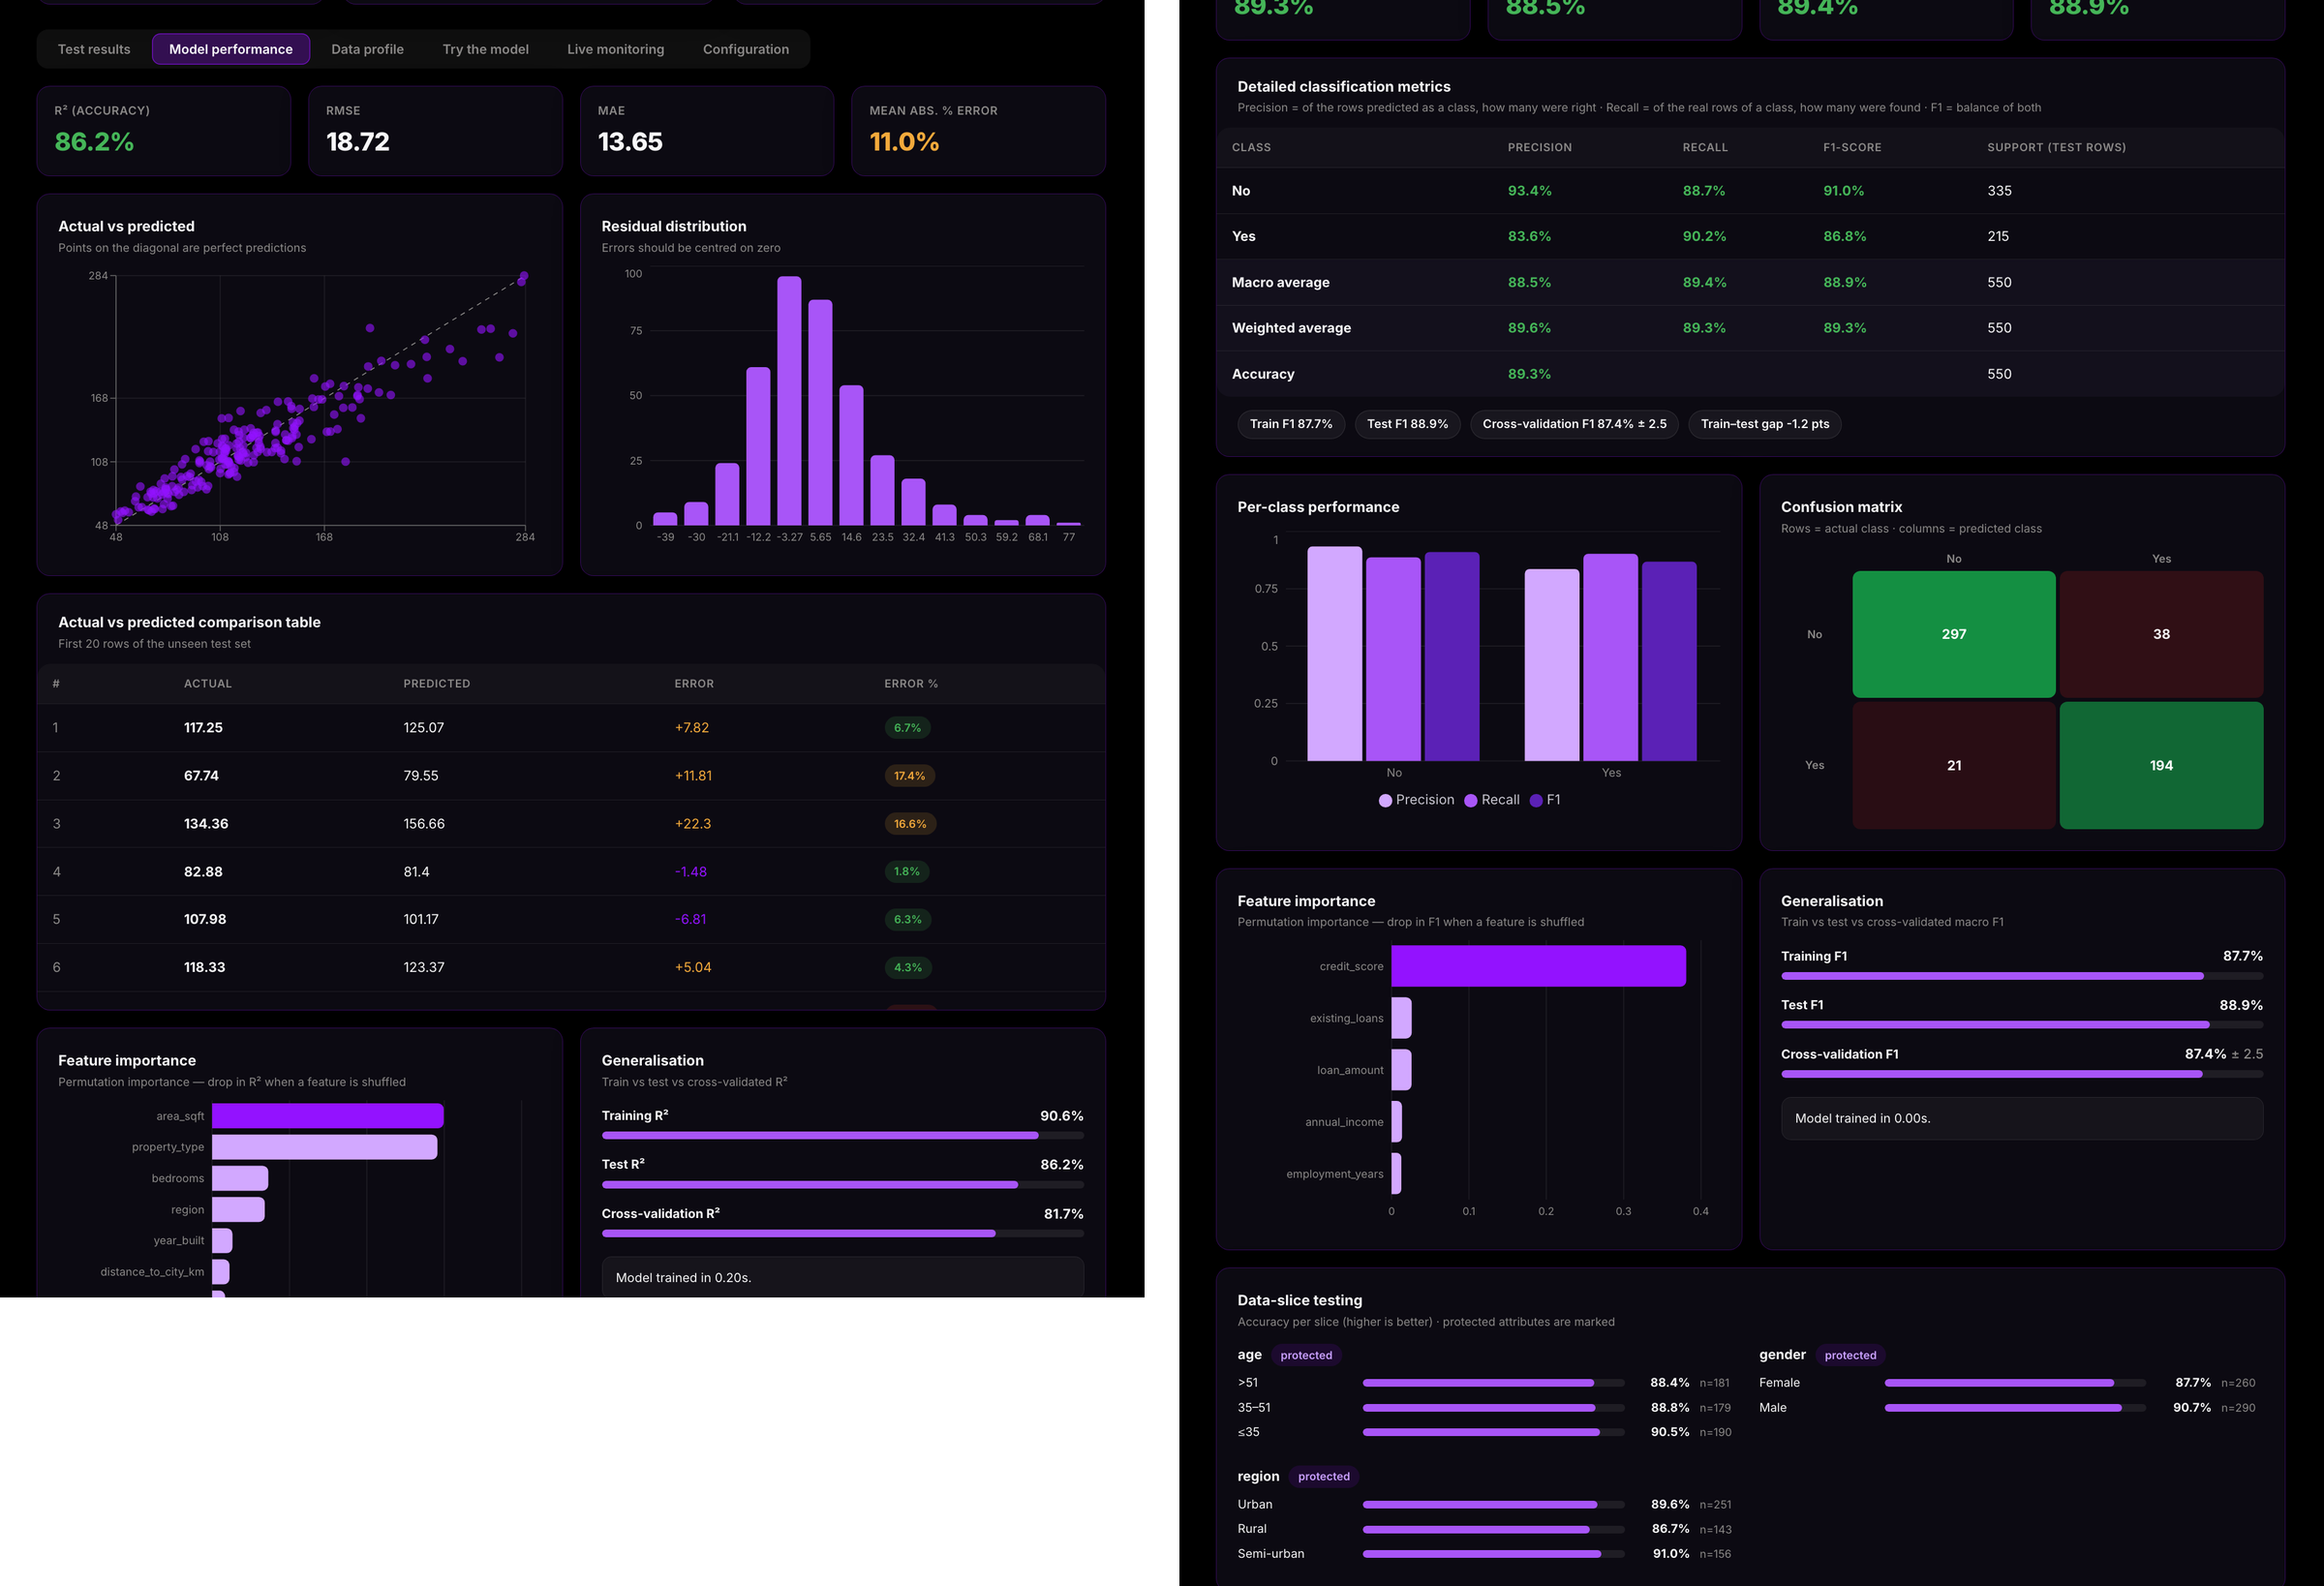 Test results Model performance Data profile Try the model Live monitoring Configuration
R² (ACCURACY) RMSE MAE MEAN ABS. % ERROR
86.2% 18.72 13.65 11.0%
Actual vs predicted
Points on the diagonal are perfect predictions
284
168
108
48
48 108 168 284
Residual distribution
Errors should be centred on zero
100
75
50
25
0
-39 -30 -21.1 -12.2 -3.27 5.65 14.6 23.5 32.4 41.3 50.3 59.2 68.1 77
Actual vs predicted comparison table
First 20 rows of the unseen test set
# ACTUAL PREDICTED ERROR ERROR %
1 117.25 125.07 +7.82 6.7%
2 67.74 79.55 +11.81 17.4%
3 134.36 156.66 +22.3 16.6%
4 82.88 81.4 -1.48 1.8%
5 107.98 101.17 -6.81 6.3%
6 118.33 123.37 +5.04 4.3%
Feature importance
Permutation importance — drop in R² when a feature is shuffled
area_sqft
property_type
bedrooms
region
year_built
distance_to_city_km
Generalisation
Train vs test vs cross-validated R²
Training R² 90.6%
Test R² 86.2%
Cross-validation R² 81.7%
Model trained in 0.20s.
89.3% 88.5% 89.4% 88.9%
Detailed classification metrics
Precision = of the rows predicted as a class, how many were right · Recall = of the real rows of a class, how many were found · F1 = balance of both
CLASS PRECISION RECALL F1-SCORE SUPPORT (TEST ROWS)
No 93.4% 88.7% 91.0% 335
Yes 83.6% 90.2% 86.8% 215
Macro average 88.5% 89.4% 88.9% 550
Weighted average 89.6% 89.3% 89.3% 550
Accuracy 89.3% 550
Train F1 87.7% Test F1 88.9% Cross-validation F1 87.4% ± 2.5 Train–test gap -1.2 pts
Per-class performance
1
0.75
0.5
0.25
0
No Yes
Precision Recall F1
Confusion matrix
Rows = actual class · columns = predicted class
No Yes
No 297 38
Yes 21 194
Feature importance
Permutation importance — drop in F1 when a feature is shuffled
credit_score
existing_loans
loan_amount
annual_income
employment_years
0 0.1 0.2 0.3 0.4
Generalisation
Train vs test vs cross-validated macro F1
Training F1 87.7%
Test F1 88.9%
Cross-validation F1 87.4% ± 2.5
Model trained in 0.00s.
Data-slice testing
Accuracy per slice (higher is better) · protected attributes are marked
age protected
>51 88.4% n=181
35–51 88.8% n=179
≤35 90.5% n=190
gender protected
Female 87.7% n=260
Male 90.7% n=290
region protected
Urban 89.6% n=251
Rural 86.7% n=143
Semi-urban 91.0% n=156